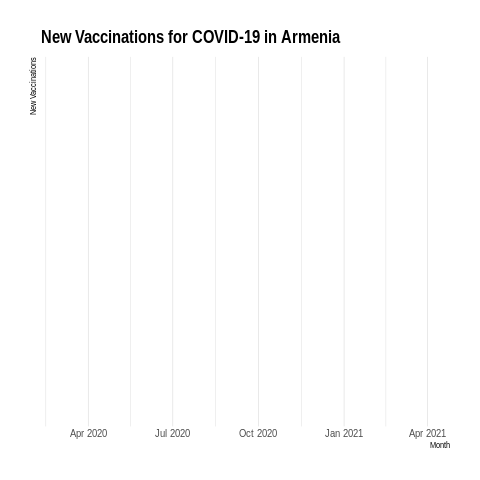 New Vaccinations for COVID-19 in Armenia
New Vaccinations
Apr 2020 Jul 2020 Oct 2020 Jan 2021 Apr 2021
Month